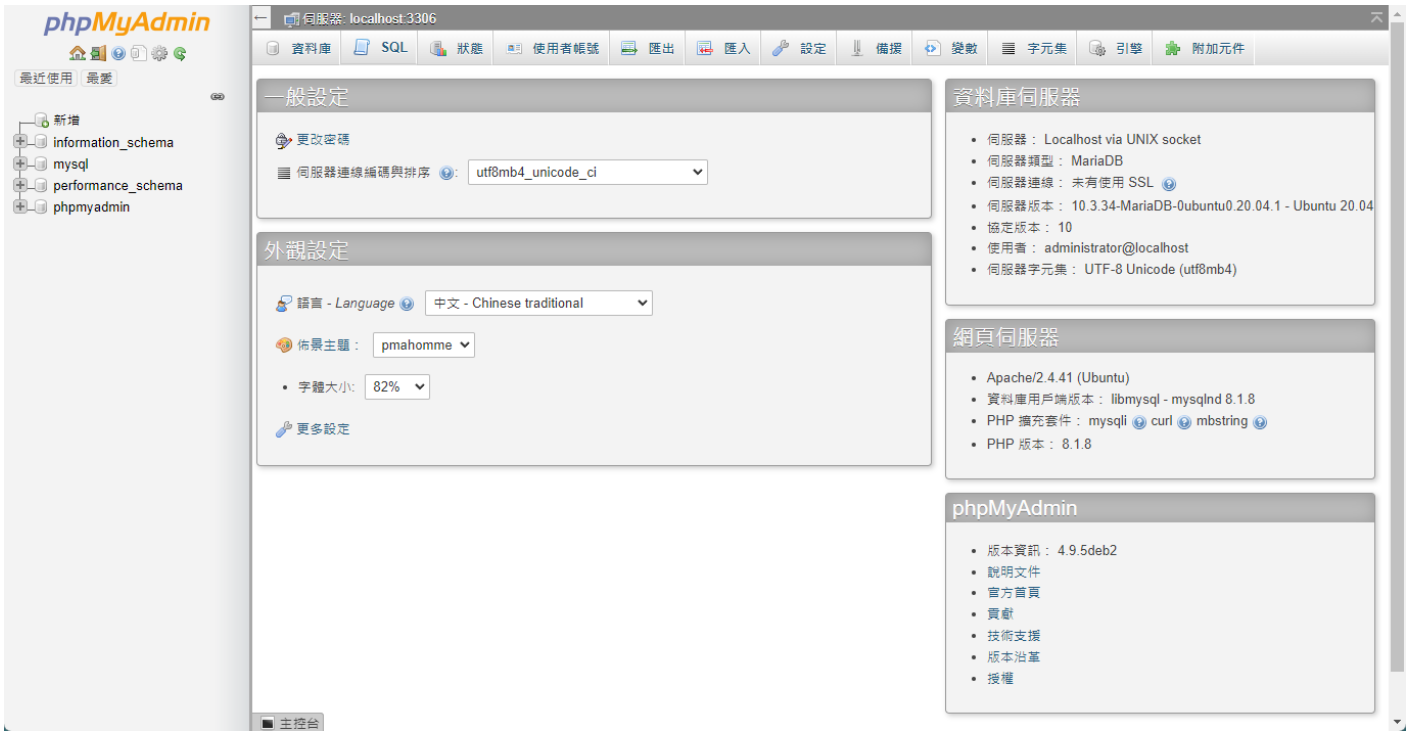 phpMyAdmin
最近使用 最愛
新增
information_schema
mysql
performance_schema
phpmyadmin
伺服器: localhost:3306
資料庫 SQL 狀態 使用者帳號 匯出 匯入 設定 備援 變數 字元集 引擎 附加元件
一般設定
更改密碼
伺服器連線編碼與排序 : utf8mb4_unicode_ci
外觀設定
語言 - Language 中文 - Chinese traditional
佈景主題： pmahomme
字體大小: 82%
更多設定
資料庫伺服器
伺服器： Localhost via UNIX socket
伺服器類型： MariaDB
伺服器連線： 未有使用 SSL
伺服器版本： 10.3.34-MariaDB-0ubuntu0.20.04.1 - Ubuntu 20.04
協定版本： 10
使用者： administrator@localhost
伺服器字元集： UTF-8 Unicode (utf8mb4)
網頁伺服器
Apache/2.4.41 (Ubuntu)
資料庫用戶端版本： libmysql - mysqlnd 8.1.8
PHP 擴充套件： mysqli curl mbstring
PHP 版本： 8.1.8
phpMyAdmin
版本資訊： 4.9.5deb2
說明文件
官方首頁
貢獻
技術支援
版本沿革
授權
主控台